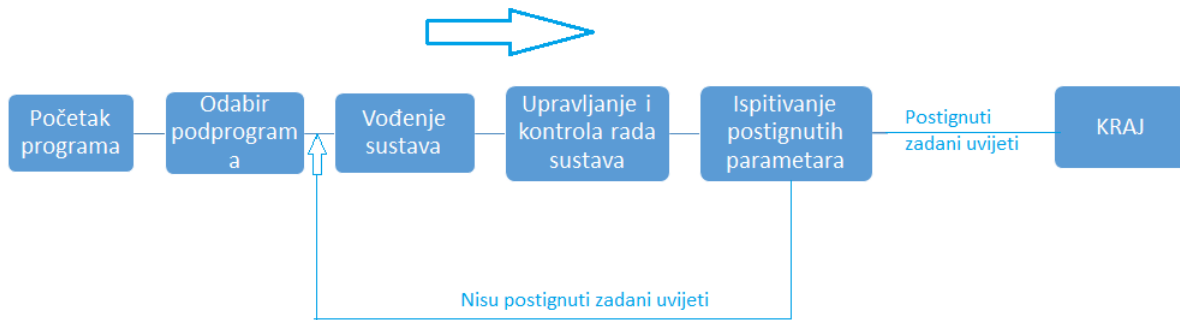 Početak
programa
Odabir
podprogram
a
Vođenje
sustava
Upravljanje i
kontrola rada
sustava
Ispitivanje
postignutih
parametara
Postignuti
zadani uvijeti
KRAJ
Nisu postignuti zadani uvijeti